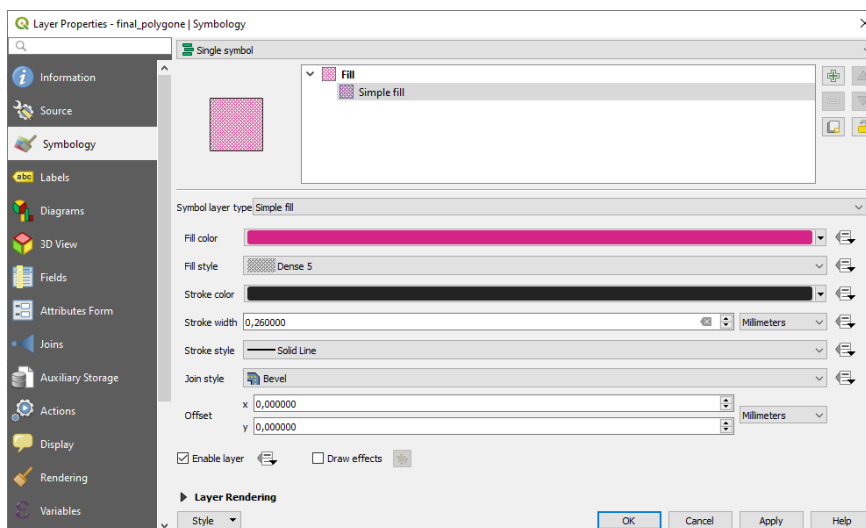 Layer Properties - final_polygone | Symbology
Single symbol
Information
Source
Symbology
abc Labels
Diagrams
3D View
Fields
Attributes Form
Joins
Auxiliary Storage
Actions
Display
Rendering
Variables
Fill
Simple fill
Symbol layer type Simple fill
Fill color
Fill style Dense 5
Stroke color
Stroke width 0,260000 Millimeters
Stroke style Solid Line
Join style Bevel
Offset x 0,000000 Millimeters
y 0,000000
Enable layer Draw effects
Layer Rendering
Style OK Cancel Apply Help